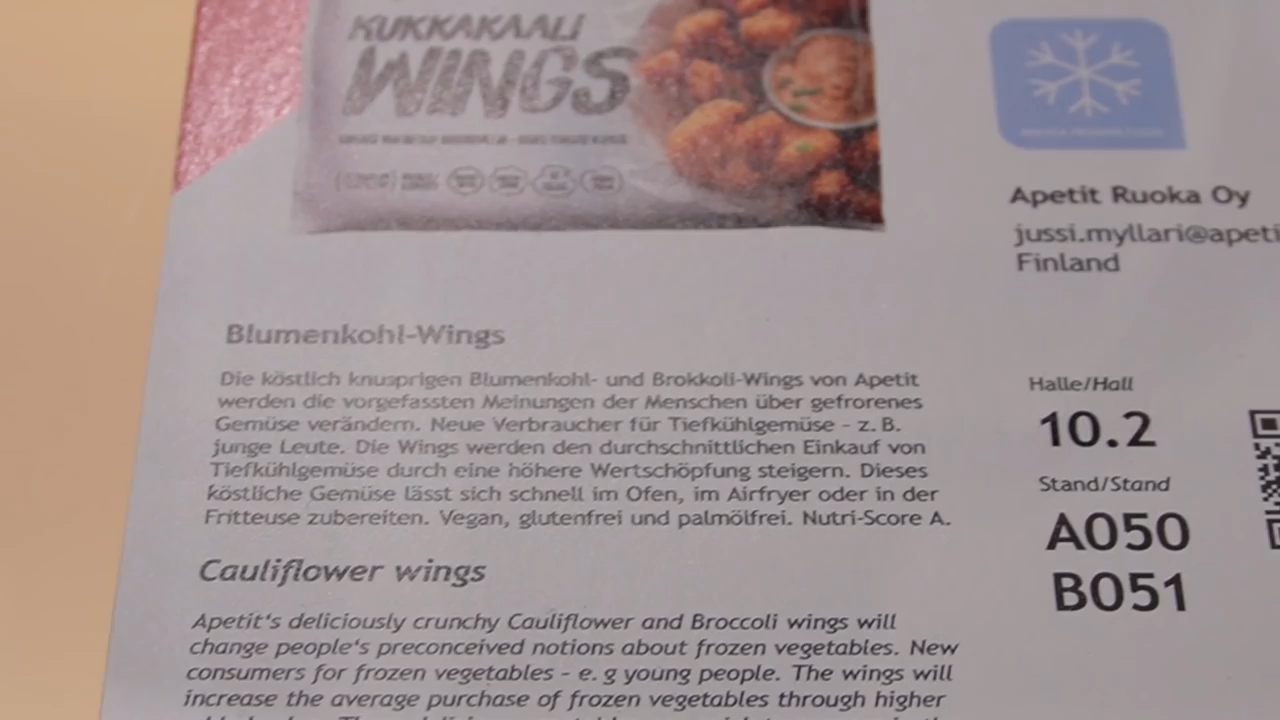 KUKKAKAALI
WINGS
Apetit Ruoka Oy
jussi.myllari@apeti
Finland
Blumenkohl-Wings
Die köstlich knusprigen Blumenkohl- und Brokkoli-Wings von Apetit
werden die vorgefassten Meinungen der Menschen über gefrorenes
Gemüse verändern. Neue Verbraucher für Tiefkühlgemüse - z. B.
junge Leute. Die Wings werden den durchschnittlichen Einkauf von
Tiefkühlgemüse durch eine höhere Wertschöpfung steigern. Dieses
köstliche Gemüse lässt sich schnell im Ofen, im Airfryer oder in der
Fritteuse zubereiten. Vegan, glutenfrei und palmölfrei. Nutri-Score A.
Cauliflower wings
Apetit's deliciously crunchy Cauliflower and Broccoli wings will
change people's preconceived notions about frozen vegetables. New
consumers for frozen vegetables - e. g young people. The wings will
increase the average purchase of frozen vegetables through higher
Halle/Hall
10.2
Stand/Stand
A050
B051